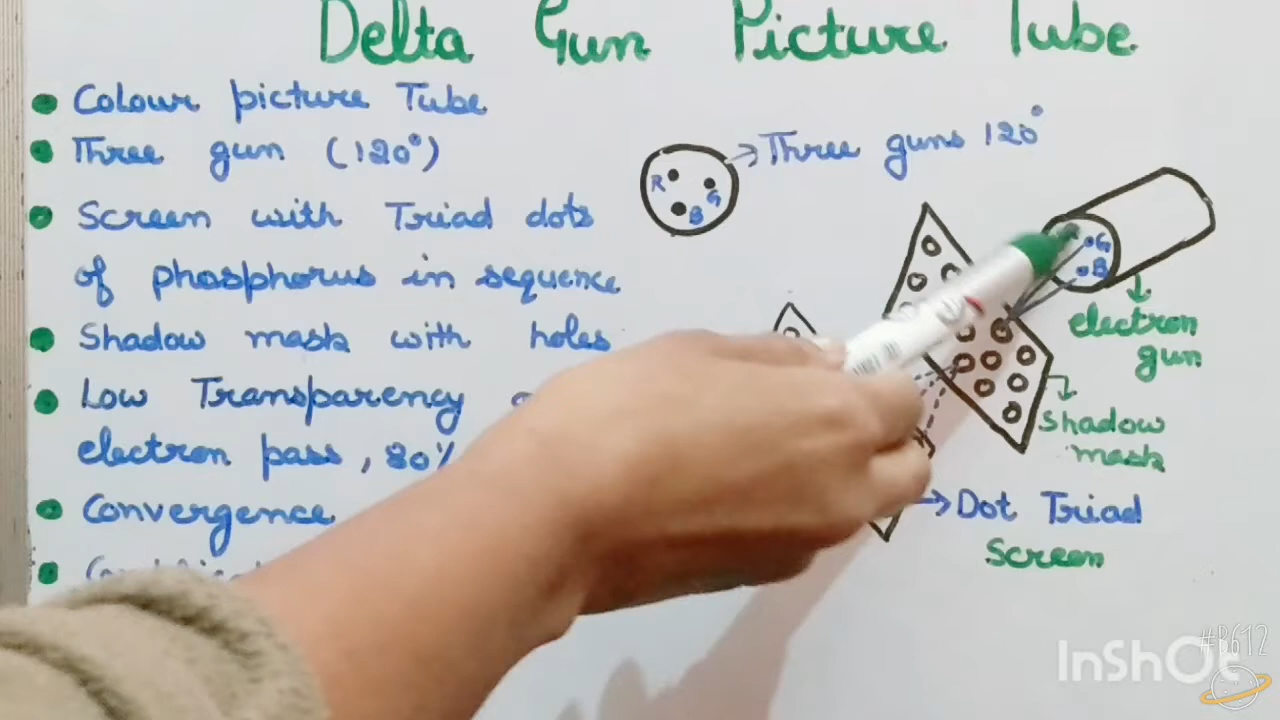 Delta Gun Picture Tube
Colour picture Tube
Three gun (120°)
Screen with Triad dots
of phosphorus in sequence
Shadow mask with holes
Low Transparency
electron pass, 80%
Convergence
R
G
B
Three guns 120°
G
B
electron
gun
Shadow
mask
Dot Triad
Screen
InShOt
#B612